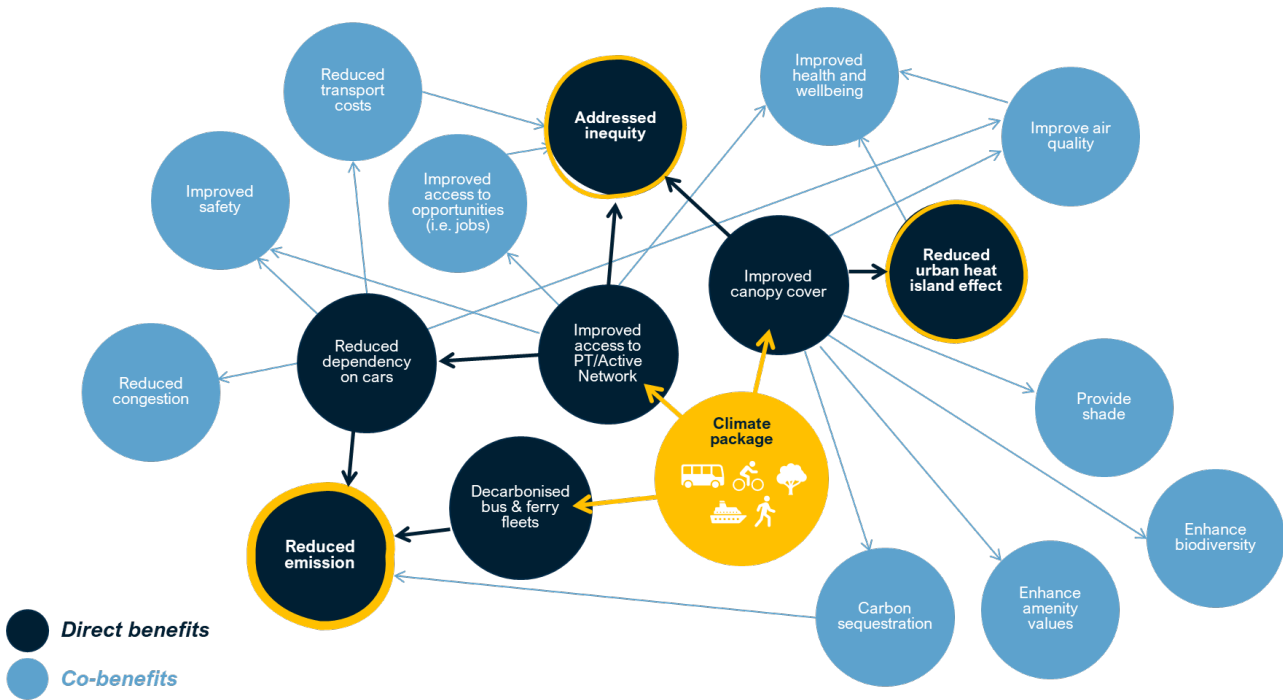 Reduced
transport
costs
Addressed
inequity
Improved
health and
wellbeing
Improve air
quality
Improved
safety
Improved
access to
opportunities
(i.e. jobs)
Reduced
urban heat
island effect
Improved
canopy cover
Reduced
dependency
on cars
Improved
access to
PT/Active
Network
Reduced
congestion
Climate
package
Provide
shade
Decarbonised
bus & ferry
fleets
Reduced
emission
Enhance
biodiversity
Carbon
sequestration
Enhance
amenity
values
Direct benefits
Co-benefits